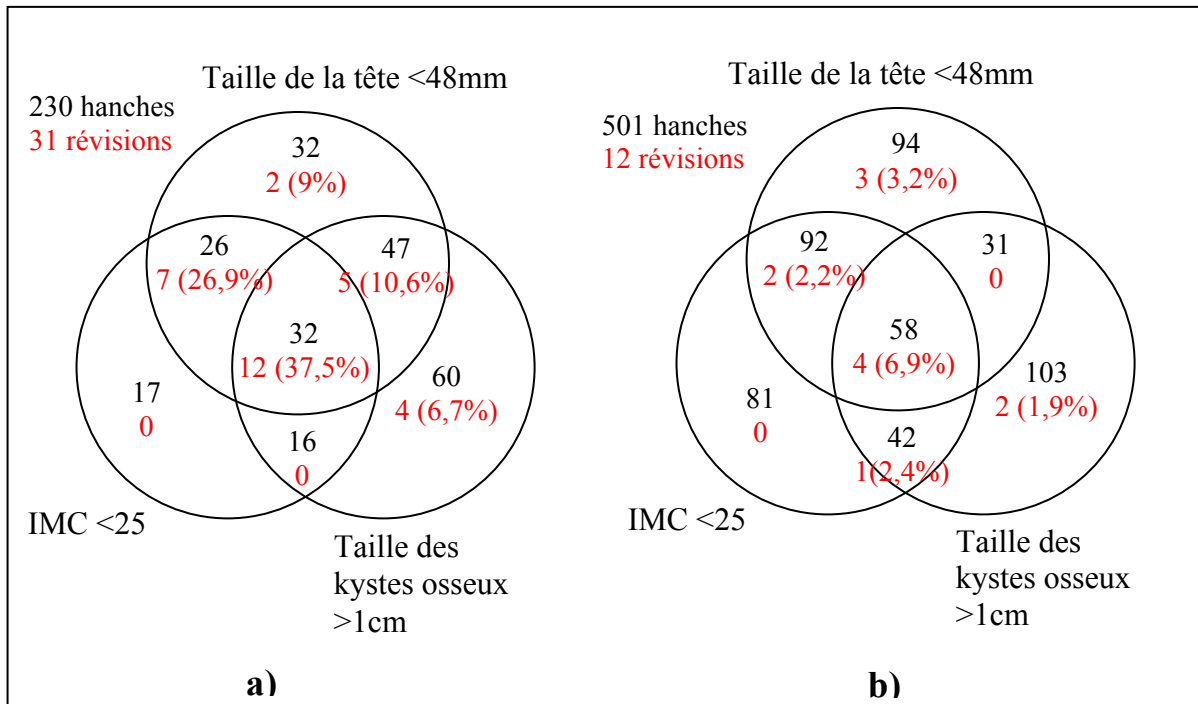 Taille de la tête <48mm
230 hanches
31 révisions
32
2 (9%)
26
7 (26,9%)
47
5 (10,6%)
32
12 (37,5%)
17
0
60
4 (6,7%)
16
0
IMC <25
Taille des
kystes osseux
>1cm
a)
Taille de la tête <48mm
501 hanches
12 révisions
94
3 (3,2%)
92
2 (2,2%)
31
0
58
4 (6,9%)
81
0
103
2 (1,9%)
42
1(2,4%)
IMC <25
Taille des
kystes osseux
>1cm
b)